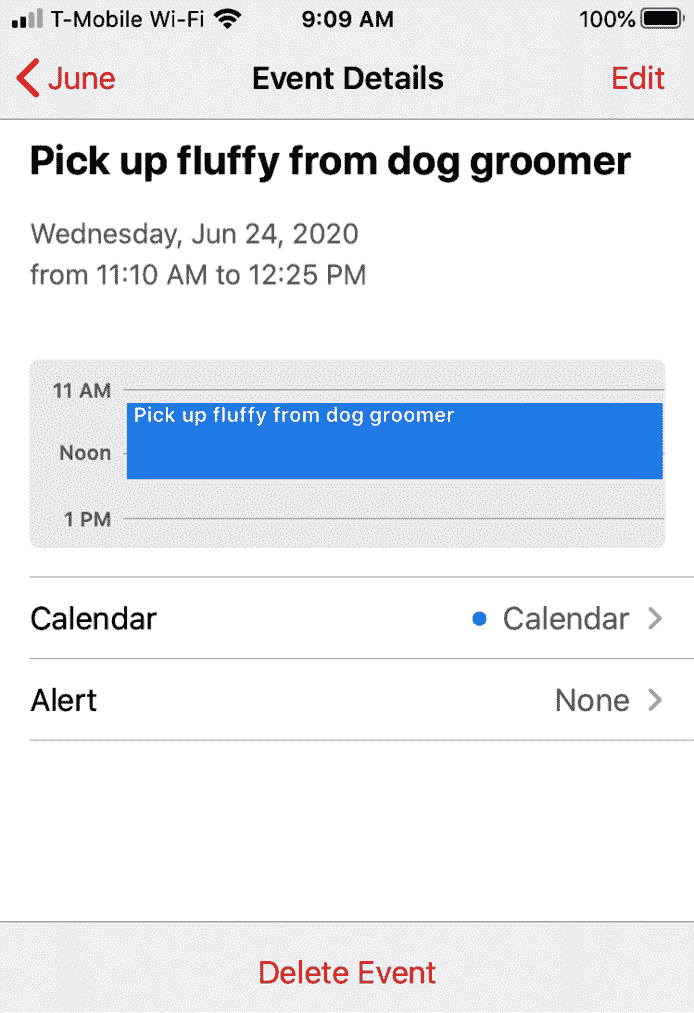 T-Mobile Wi-Fi 9:09 AM 100%
June Event Details Edit
Pick up fluffy from dog groomer
Wednesday, Jun 24, 2020
from 11:10 AM to 12:25 PM
11 AM
Pick up fluffy from dog groomer
Noon
1 PM
Calendar Calendar
Alert None
Delete Event